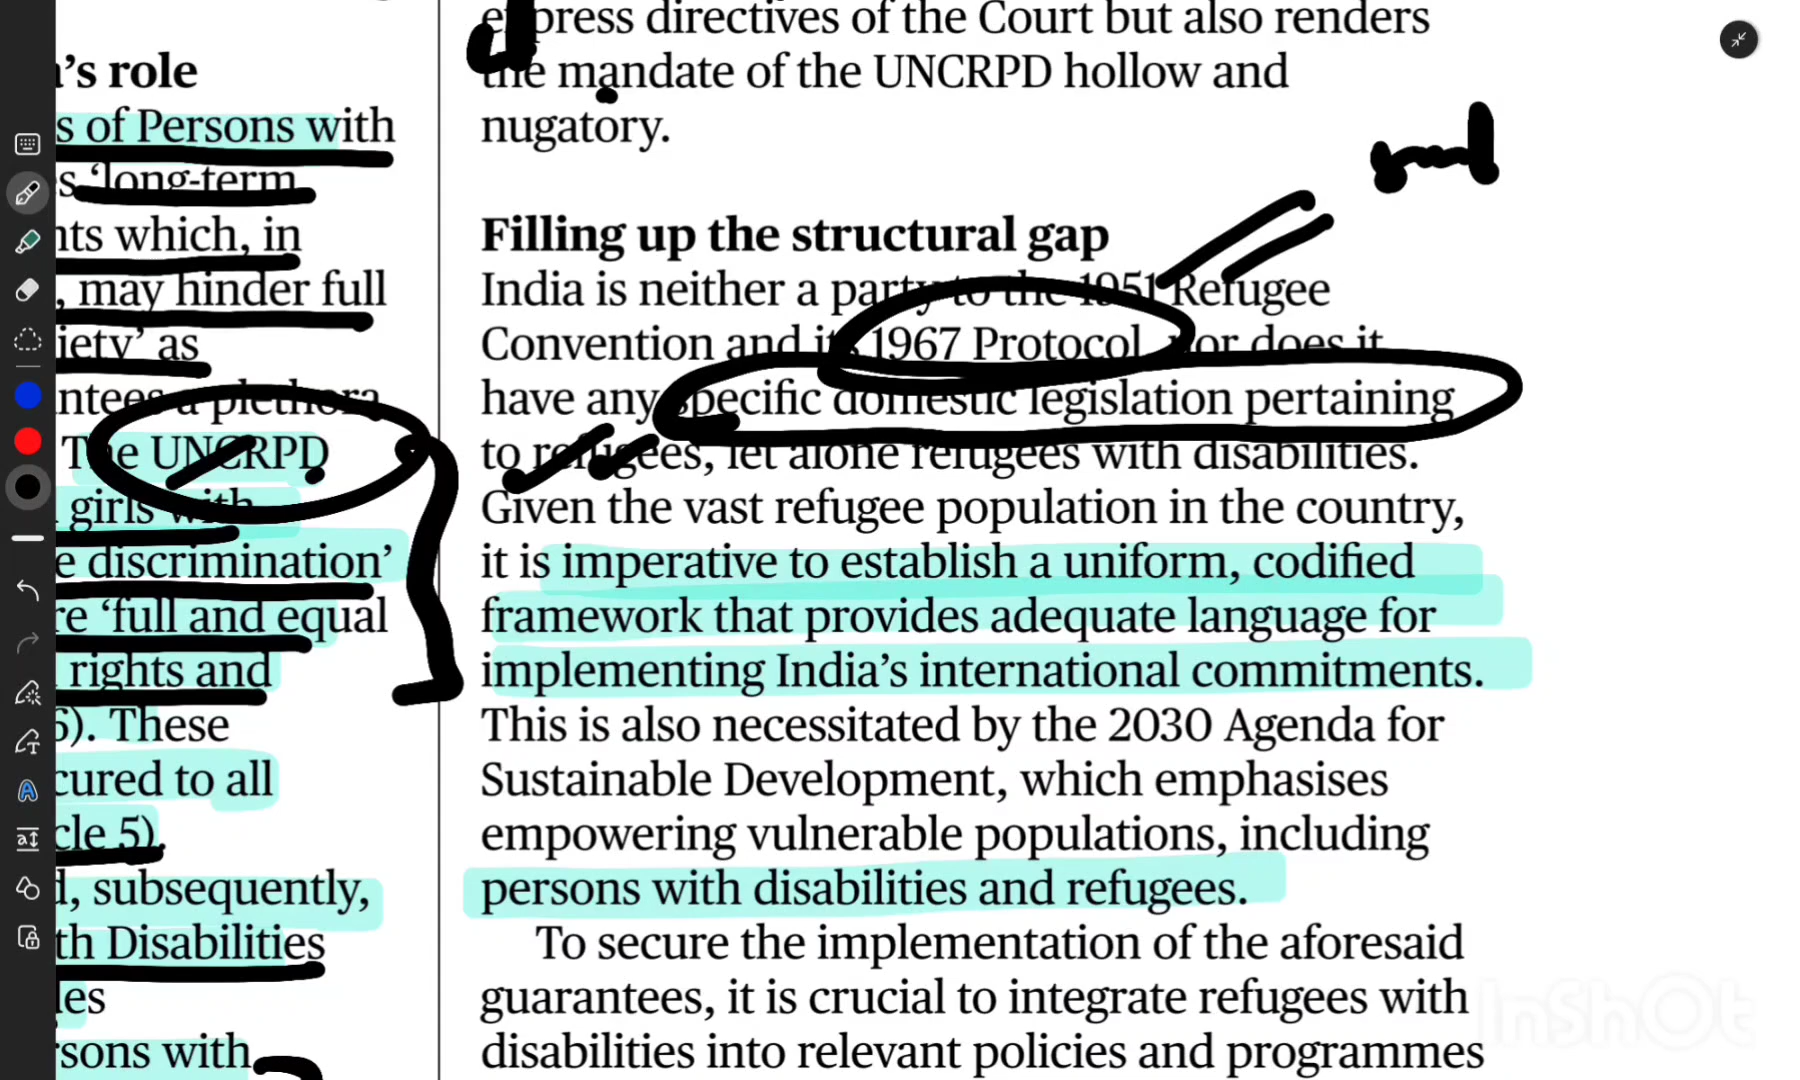 ’s role
s of Persons with
s ‘long-term
nts which, in
, may hinder full
iety’ as
ntees a plethora
The UNCRPD
girls with
e discrimination’
re ‘full and equal
rights and
6). These
cured to all
cle 5).
d, subsequently,
th Disabilities
les
rsons with
express directives of the Court but also renders
the mandate of the UNCRPD hollow and
nugatory.
Filling up the structural gap
India is neither a party to the 1951 Refugee
Convention and its 1967 Protocol, nor does it
have any specific domestic legislation pertaining
to refugees, let alone refugees with disabilities.
Given the vast refugee population in the country,
it is imperative to establish a uniform, codified
framework that provides adequate language for
implementing India’s international commitments.
This is also necessitated by the 2030 Agenda for
Sustainable Development, which emphasises
empowering vulnerable populations, including
persons with disabilities and refugees.
To secure the implementation of the aforesaid
guarantees, it is crucial to integrate refugees with
disabilities into relevant policies and programmes
InShOt